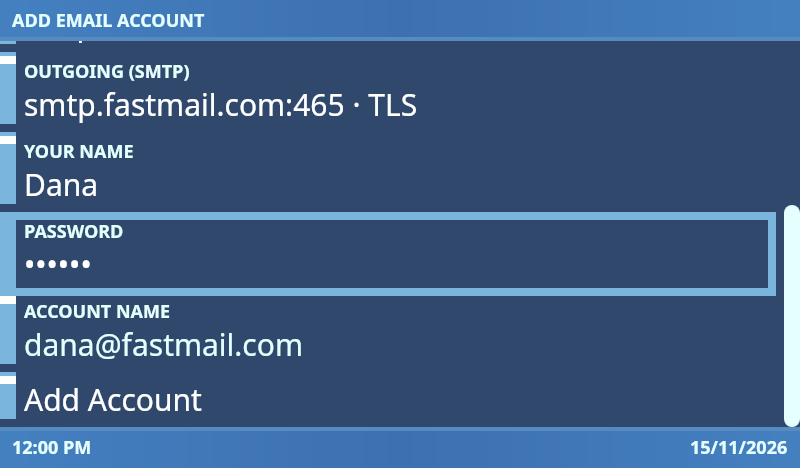 ADD EMAIL ACCOUNT
OUTGOING (SMTP)
smtp.fastmail.com:465 · TLS
YOUR NAME
Dana
PASSWORD
••••••
ACCOUNT NAME
dana@fastmail.com
Add Account
12:00 PM
15/11/2026